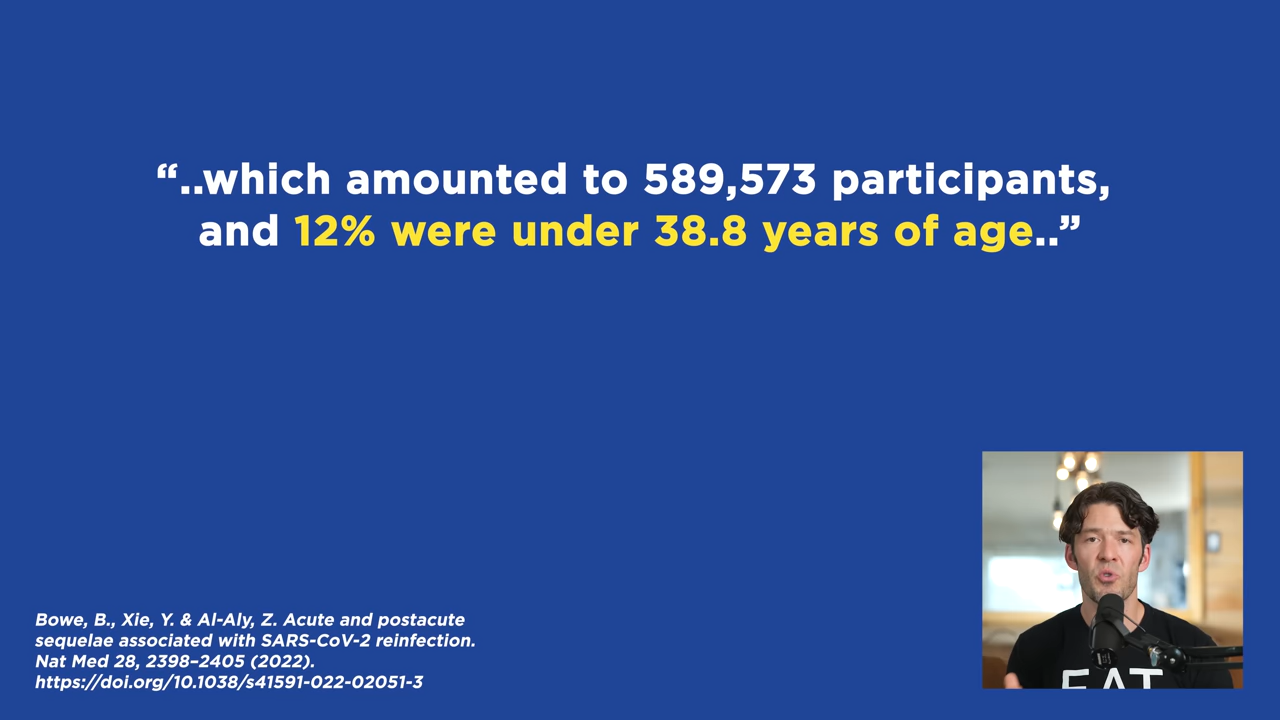 “..which amounted to 589,573 participants,
and 12% were under 38.8 years of age..”
Bowe, B., Xie, Y. & Al-Aly, Z. Acute and postacute
sequelae associated with SARS-CoV-2 reinfection.
Nat Med 28, 2398–2405 (2022).
https://doi.org/10.1038/s41591-022-02051-3
EAT